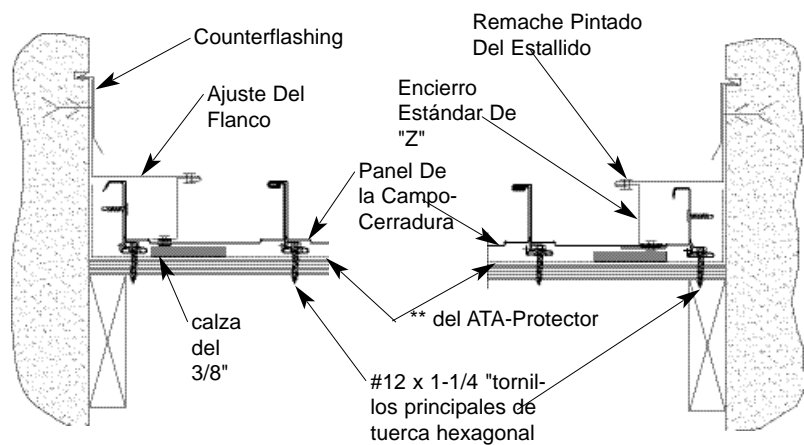 Counterflashing
Ajuste Del
Flanco
Remache Pintado
Del Estallido
Encierro
Estándar De
"Z"
Panel De
la Campo-
Cerradura
calza
del
3/8"
** del ATA-Protector
#12 x 1-1/4 "tornil-
los principales de
tuerca hexagonal